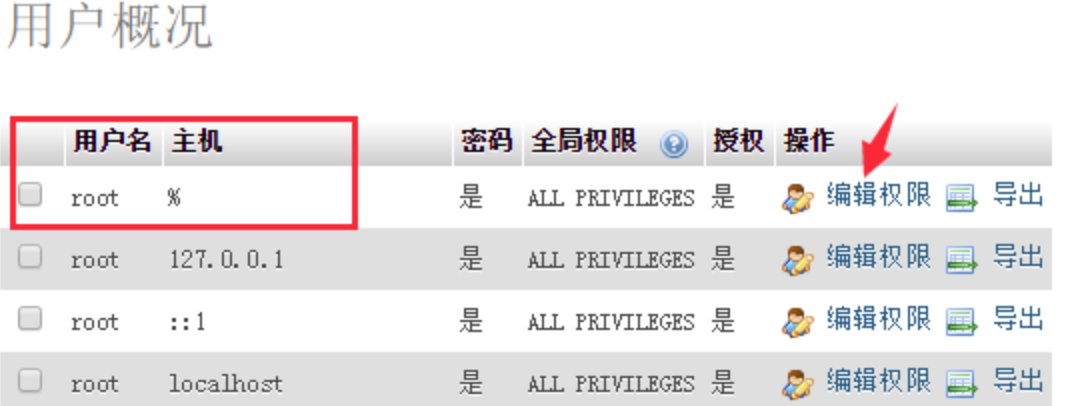 用户概况
用户名 主机 密码 全局权限 授权 操作
root % 是 ALL PRIVILEGES 是 编辑权限 导出
root 127.0.0.1 是 ALL PRIVILEGES 是 编辑权限 导出
root ::1 是 ALL PRIVILEGES 是 编辑权限 导出
root localhost 是 ALL PRIVILEGES 是 编辑权限 导出